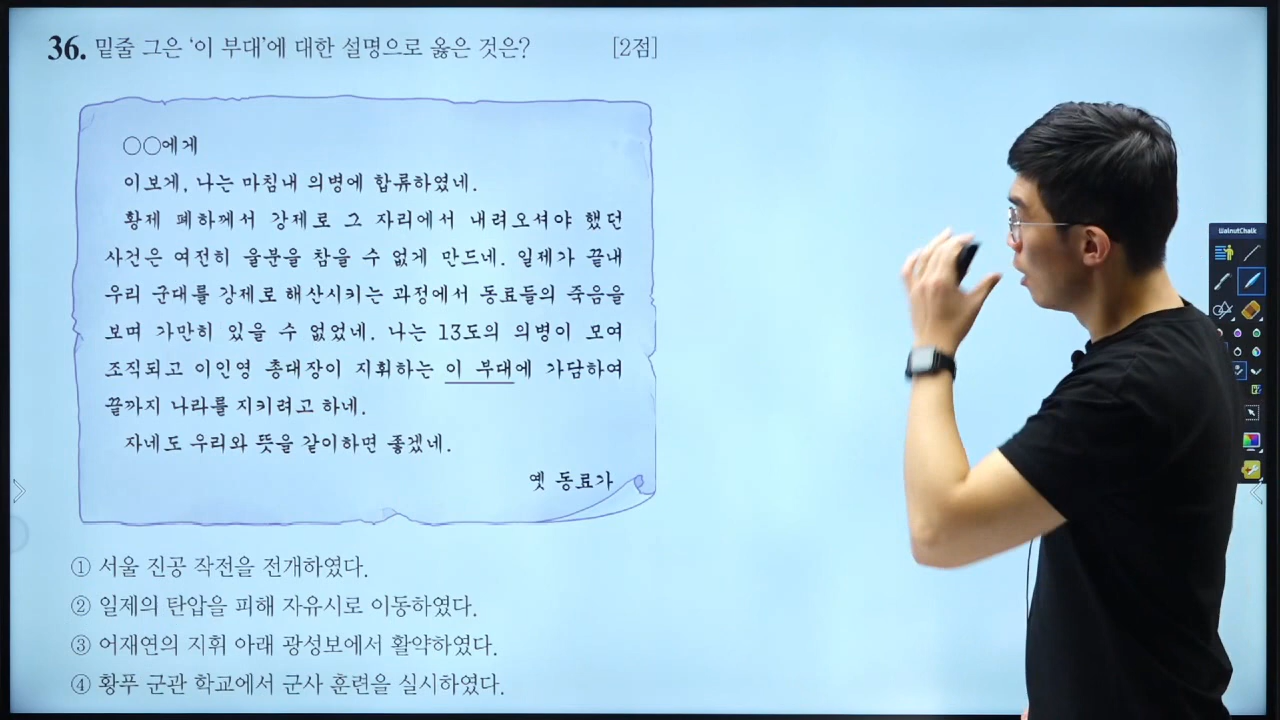 36. 밑줄 그은 '이 부대'에 대한 설명으로 옳은 것은? [2점]
○○에게
이보게, 나는 마침내 의병에 합류하였네.
황제 폐하께서 강제로 그 자리에서 내려오셔야 했던
사건은 여전히 울분을 참을 수 없게 만드네. 일제가 끝내
우리 군대를 강제로 해산시키는 과정에서 동료들의 죽음을
보며 가만히 있을 수 없었네. 나는 13도의 의병이 모여
조직되고 이인영 총대장이 지휘하는 이 부대에 가담하여
끝까지 나라를 지키려고 하네.
자네도 우리와 뜻을 같이하면 좋겠네.
옛 동료가
① 서울 진공 작전을 전개하였다.
② 일제의 탄압을 피해 자유시로 이동하였다.
③ 어재연의 지휘 아래 광성보에서 활약하였다.
④ 황푸 군관 학교에서 군사 훈련을 실시하였다.
WalnutChalk